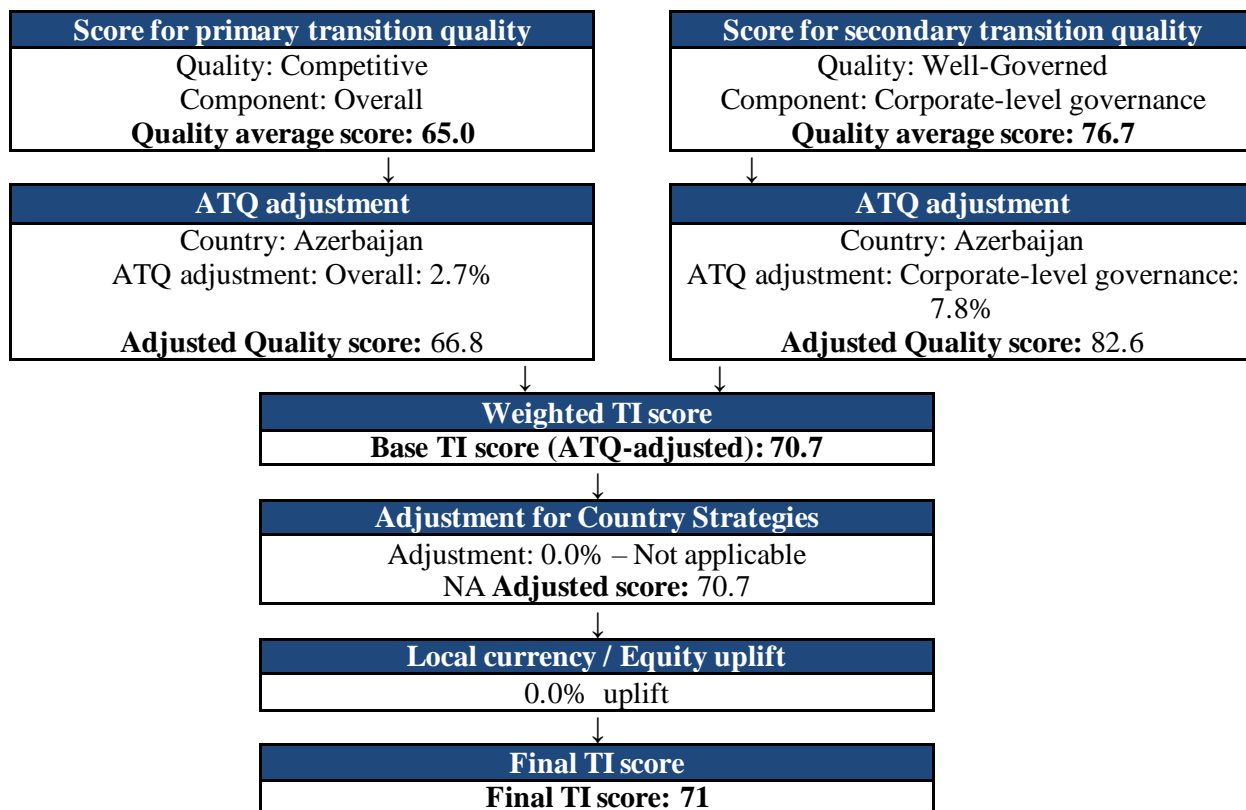 Score for primary transition quality
Quality: Competitive
Component: Overall
Quality average score: 65.0
Score for secondary transition quality
Quality: Well-Governed
Component: Corporate-level governance
Quality average score: 76.7
↓
↓
ATQ adjustment
Country: Azerbaijan
ATQ adjustment: Overall: 2.7%
Adjusted Quality score: 66.8
ATQ adjustment
Country: Azerbaijan
ATQ adjustment: Corporate-level governance:
7.8%
Adjusted Quality score: 82.6
↓
↓
Weighted TI score
Base TI score (ATQ-adjusted): 70.7
↓
Adjustment for Country Strategies
Adjustment: 0.0% – Not applicable
NA Adjusted score: 70.7
↓
Local currency / Equity uplift
0.0% uplift
↓
Final TI score
Final TI score: 71